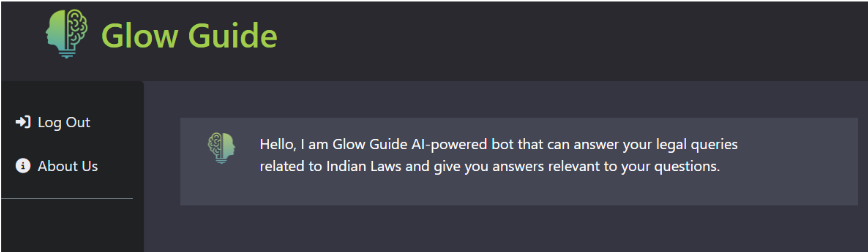 Glow Guide
Log Out
About Us
Hello, I am Glow Guide AI-powered bot that can answer your legal queries
related to Indian Laws and give you answers relevant to your questions.